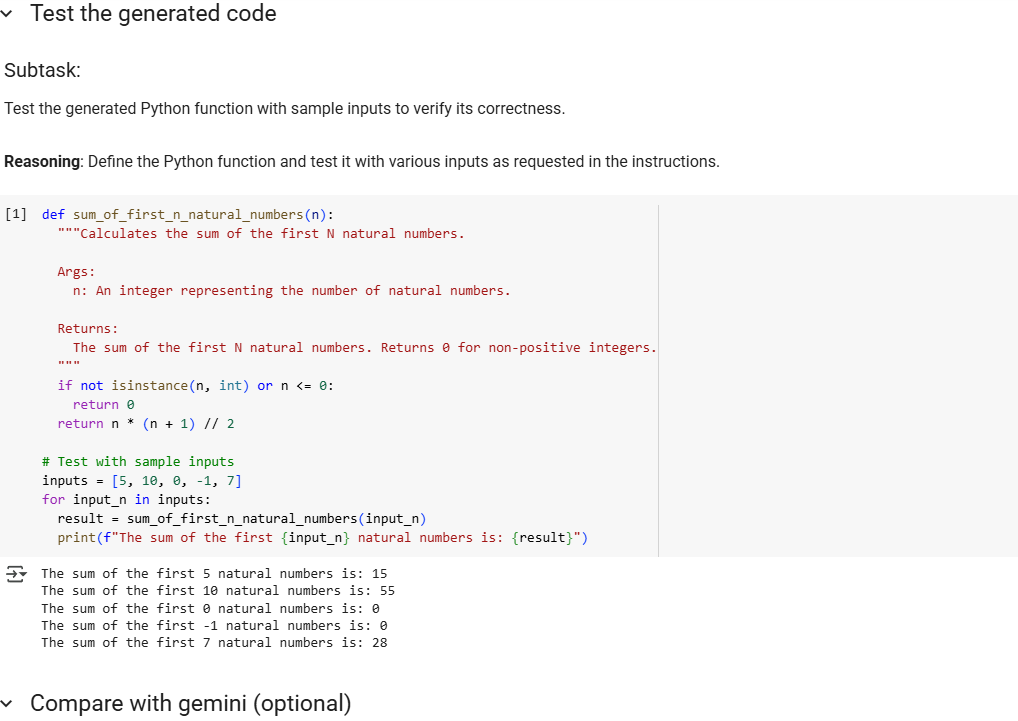 Test the generated code
Subtask:
Test the generated Python function with sample inputs to verify its correctness.
Reasoning: Define the Python function and test it with various inputs as requested in the instructions.
[1] def sum_of_first_n_natural_numbers(n):
"""Calculates the sum of the first N natural numbers.
Args:
n: An integer representing the number of natural numbers.
Returns:
The sum of the first N natural numbers. Returns 0 for non-positive integers.
"""
if not isinstance(n, int) or n <= 0:
return 0
return n * (n + 1) // 2
# Test with sample inputs
inputs = [5, 10, 0, -1, 7]
for input_n in inputs:
result = sum_of_first_n_natural_numbers(input_n)
print(f"The sum of the first {input_n} natural numbers is: {result}")
The sum of the first 5 natural numbers is: 15
The sum of the first 10 natural numbers is: 55
The sum of the first 0 natural numbers is: 0
The sum of the first -1 natural numbers is: 0
The sum of the first 7 natural numbers is: 28
Compare with gemini (optional)